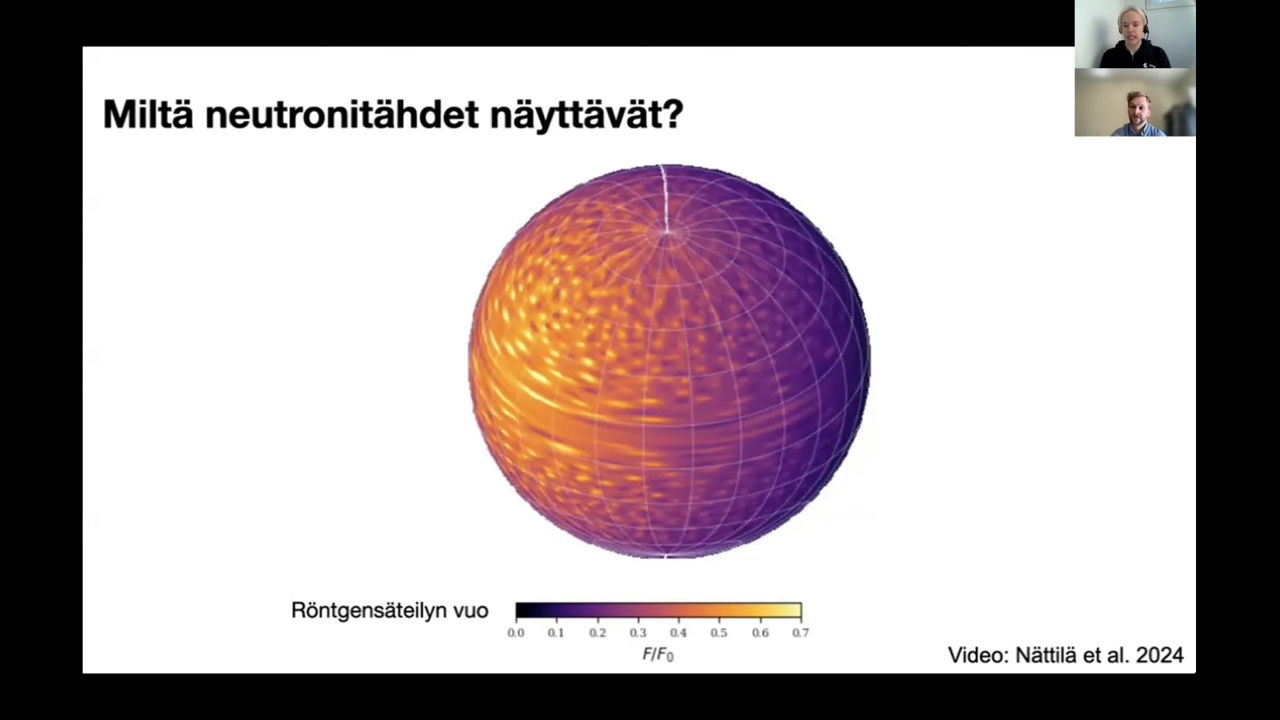 Miltä neutronitähdet näyttävät?
Röntgensäteilyn vuo
0.0 0.1 0.2 0.3 0.4 0.5 0.6 0.7
F/F₀
Video: Nättilä et al. 2024